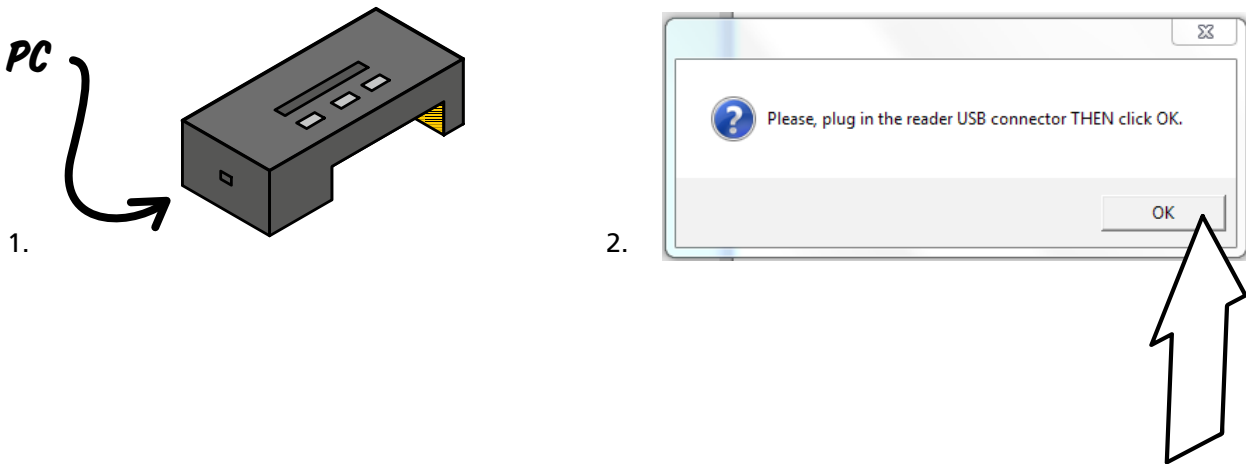 PC
1.
2.
Please, plug in the reader USB connector THEN click OK.
OK